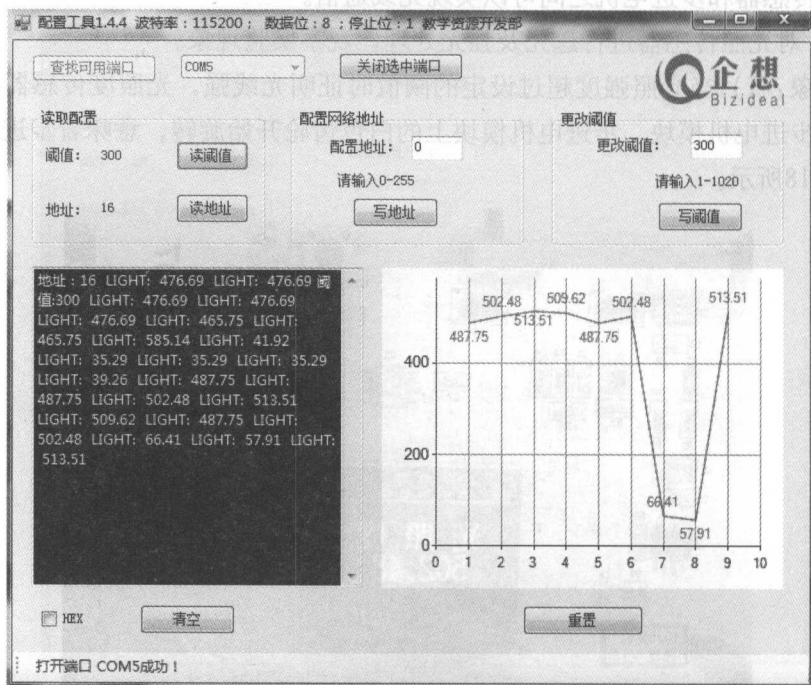 配置工具1.4.4 波特率：115200； 数据位：8 ；停止位：1 教学资源开发部
查找可用端口 COM5 关闭选中端口
企想
Bizideal
读取配置 配置网络地址 更改阈值
阈值： 300 读阈值 配置地址： 0 更改阈值： 300
请输入0-255 请输入1-1020
地址： 16 读地址 写地址 写阈值
地址：16 LIGHT: 476.69 LIGHT: 476.69 阈
值:300 LIGHT: 476.69 LIGHT: 476.69
LIGHT: 476.69 LIGHT: 465.75 LIGHT:
465.75 LIGHT: 585.14 LIGHT: 41.92
LIGHT: 35.29 LIGHT: 35.29 LIGHT: 35.29
LIGHT: 39.26 LIGHT: 487.75 LIGHT:
487.75 LIGHT: 502.48 LIGHT: 513.51
LIGHT: 509.62 LIGHT: 487.75 LIGHT:
502.48 LIGHT: 66.41 LIGHT: 57.91 LIGHT:
513.51
502.48 509.62 502.48 513.51
487.75 513.51 487.75
400
200
66.41
57.91
0
0 1 2 3 4 5 6 7 8 9 10
HEX 清空 重置
打开端口 COM5成功！